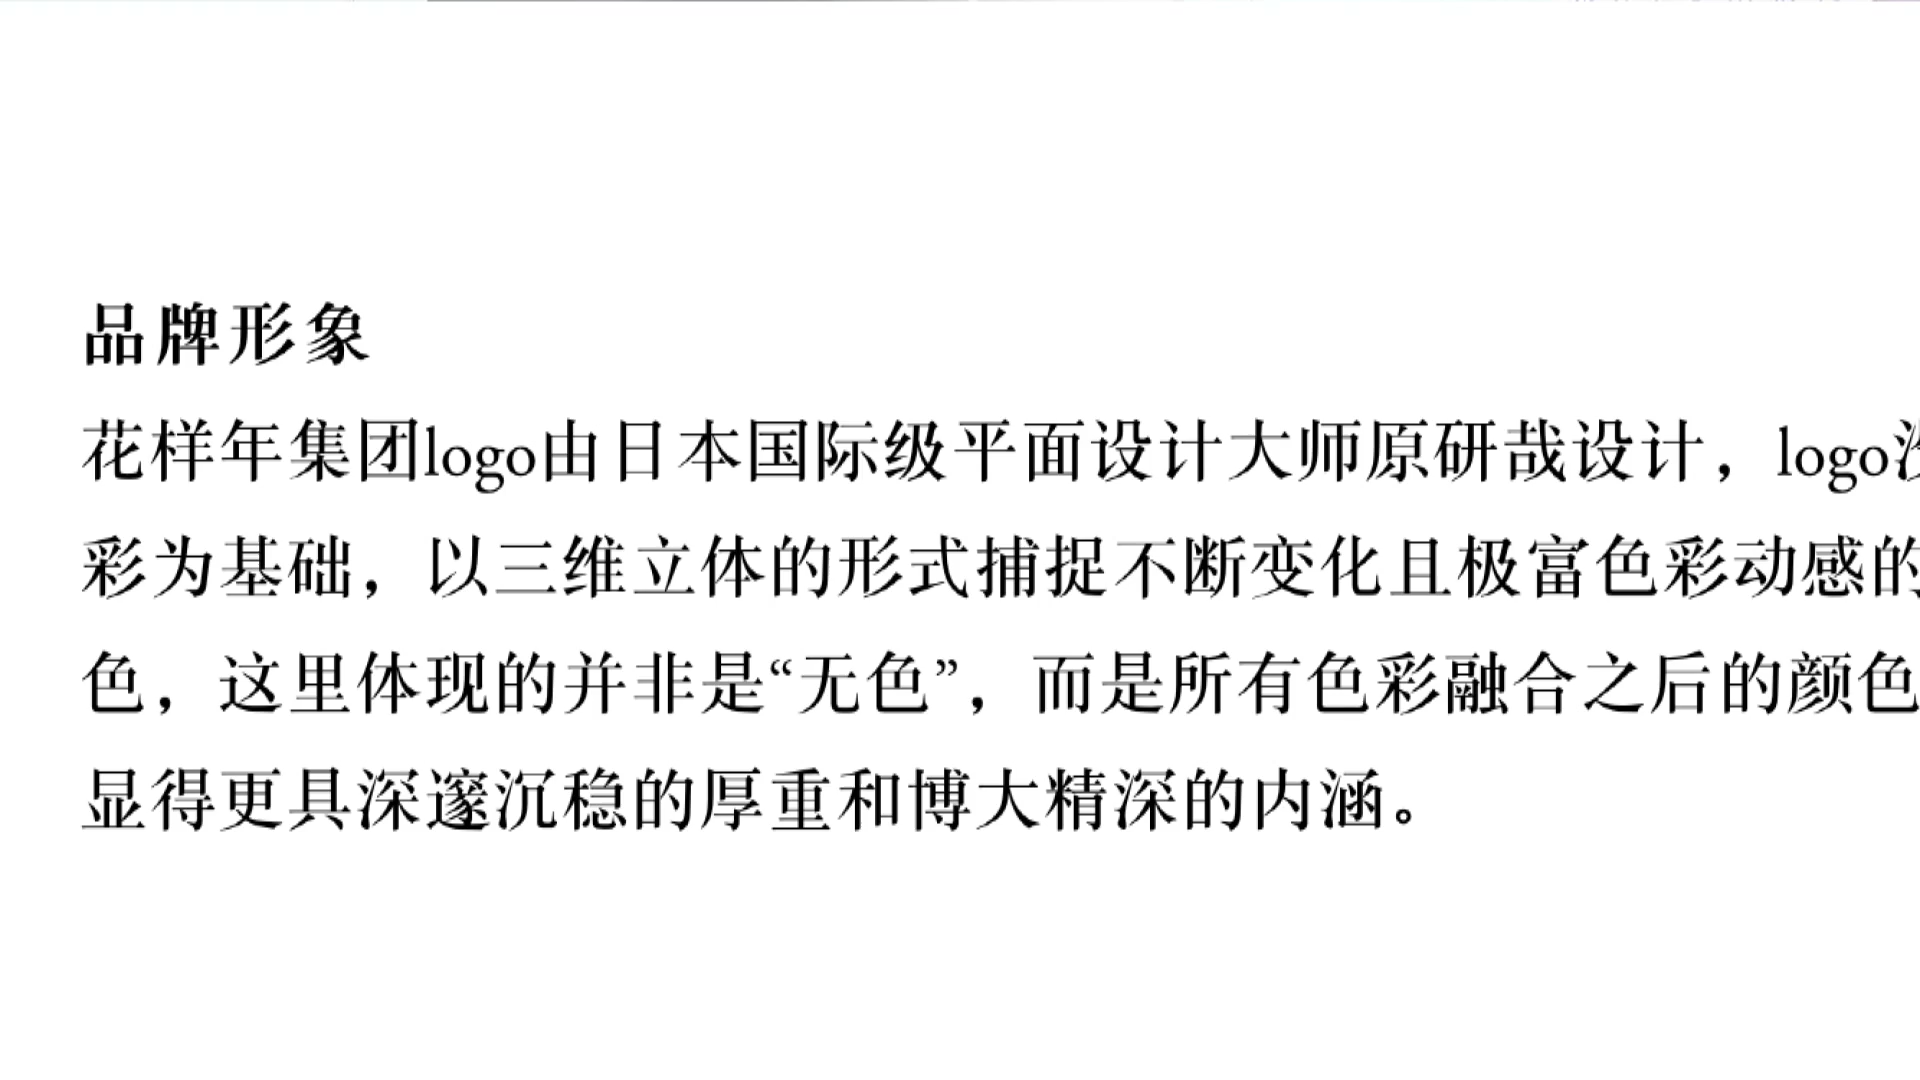 品牌形象
花样年集团logo由日本国际级平面设计大师原研哉设计，logo
彩为基础，以三维立体的形式捕捉不断变化且极富色彩动感的
色，这里体现的并非是“无色”，而是所有色彩融合之后的颜色
显得更具深邃沉稳的厚重和博大精深的内涵。